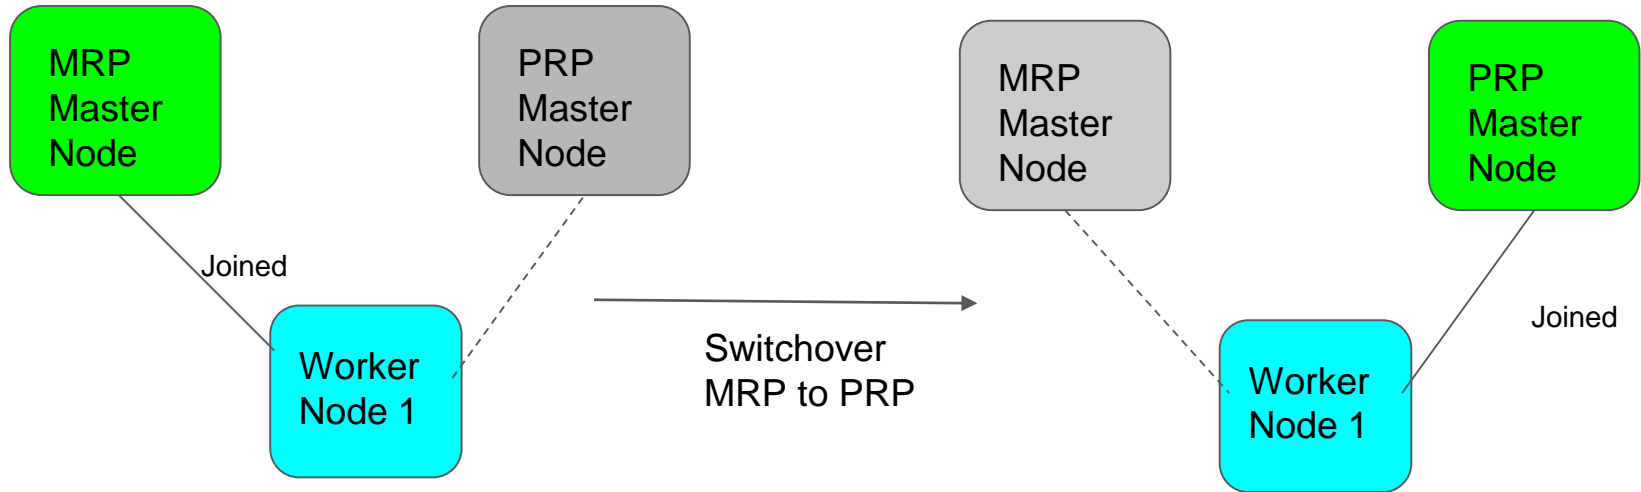 MRP
Master
Node
PRP
Master
Node
Joined
Worker
Node 1
Switchover
MRP to PRP
MRP
Master
Node
PRP
Master
Node
Joined
Worker
Node 1